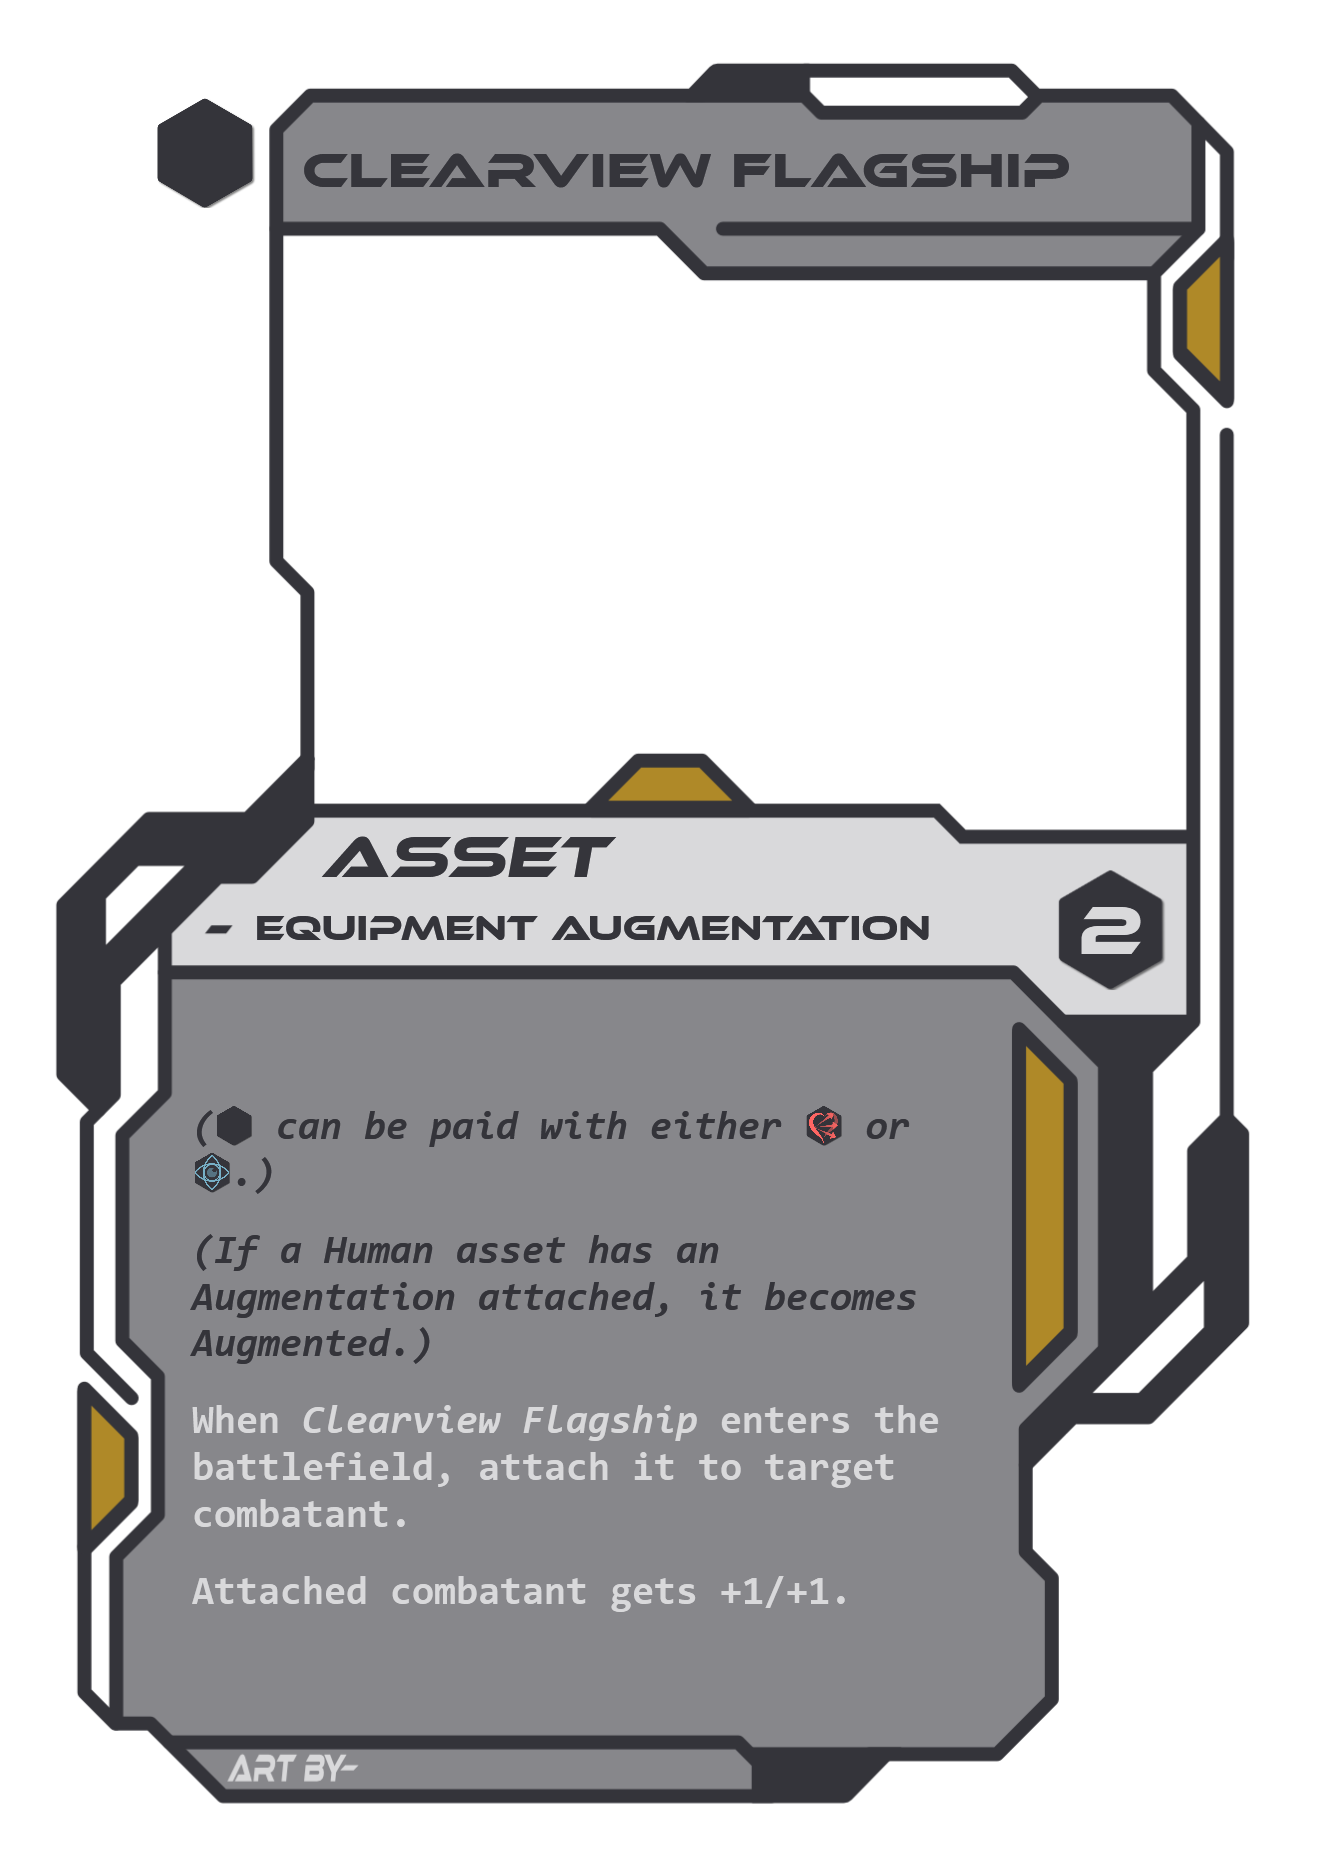 CLEARVIEW FLAGSHIP
ASSET
- EQUIPMENT AUGMENTATION
2
( can be paid with either or
.)
(If a Human asset has an
Augmentation attached, it becomes
Augmented.)
When Clearview Flagship enters the
battlefield, attach it to target
combatant.
Attached combatant gets +1/+1.
ART BY-